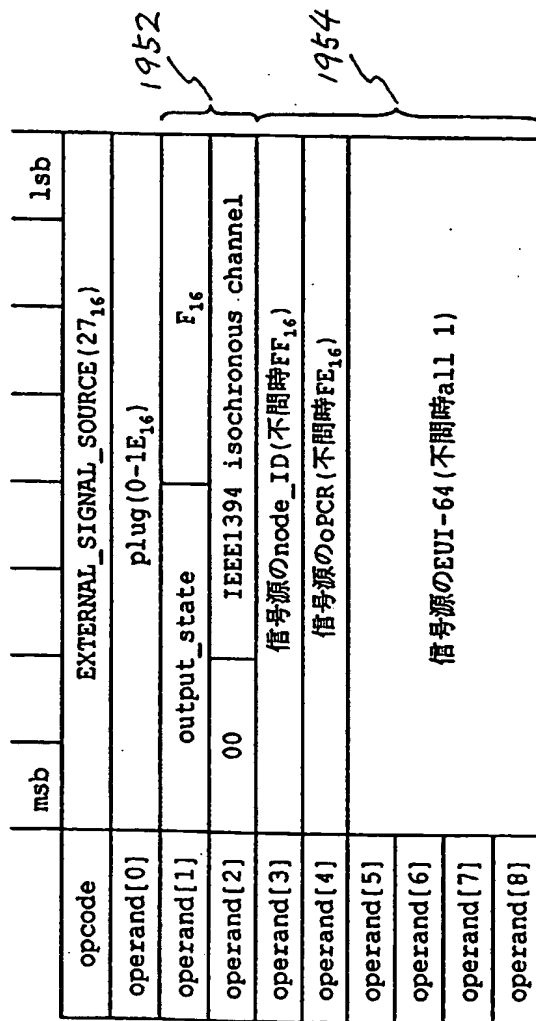 msb lsb
opcode EXTERNAL_SIGNAL_SOURCE(27₁₆)
operand[0] plug(0-1E₁₆)
operand[1] output_state F₁₆
operand[2] 00 IEEE1394 isochronous channel
operand[3] 信号源のnode_ID(不問時FF₁₆)
operand[4] 信号源のoPCR(不問時FE₁₆)
operand[5]
operand[6] 信号源のEUI-64(不問時all 1)
operand[7]
operand[8]
1952
1954